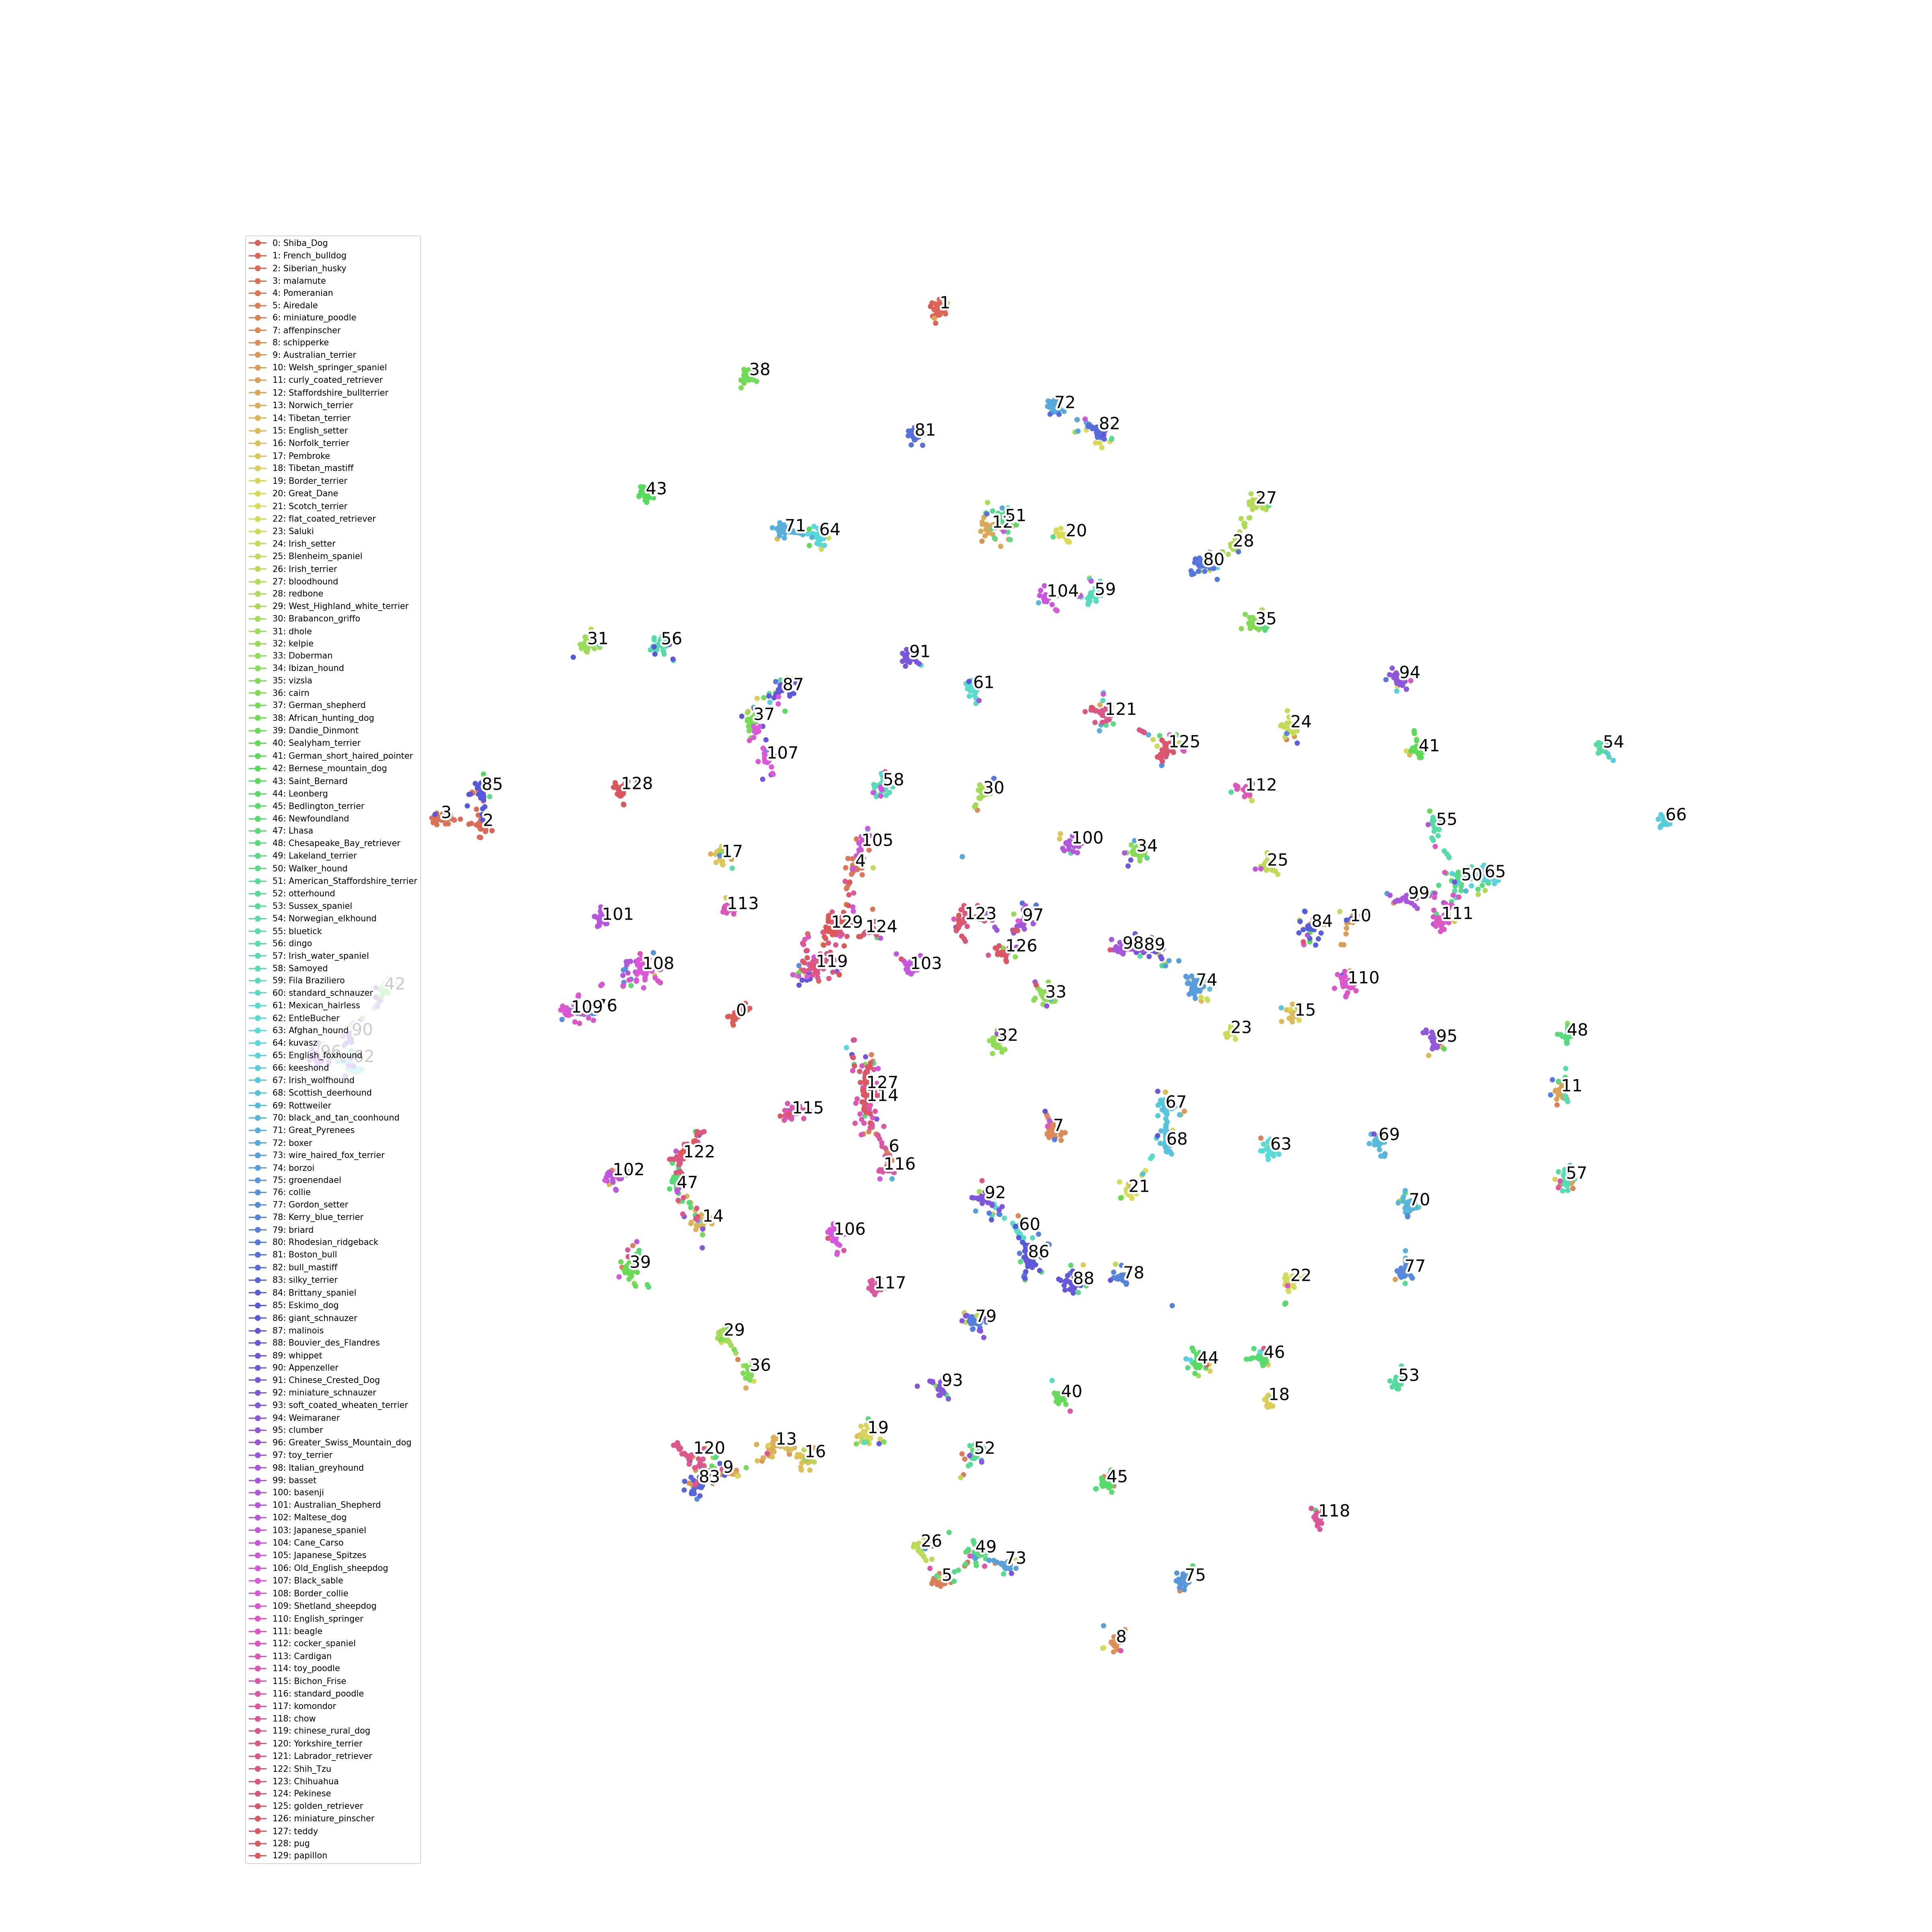 0: Shiba_Dog
1: French_bulldog
2: Siberian_husky
3: malamute
4: Pomeranian
5: Airedale
6: miniature_poodle
7: affenpinscher
8: schipperke
9: Australian_terrier
10: Welsh_springer_spaniel
11: curly_coated_retriever
12: Staffordshire_bullterrier
13: Norwich_terrier
14: Tibetan_terrier
15: English_setter
16: Norfolk_terrier
17: Pembroke
18: Tibetan_mastiff
19: Border_terrier
20: Great_Dane
21: Scotch_terrier
22: flat_coated_retriever
23: Saluki
24: Irish_setter
25: Blenheim_spaniel
26: Irish_terrier
27: bloodhound
28: redbone
29: West_Highland_white_terrier
30: Brabancon_griffo
31: dhole
32: kelpie
33: Doberman
34: Ibizan_hound
35: vizsla
36: cairn
37: German_shepherd
38: African_hunting_dog
39: Dandie_Dinmont
40: Sealyham_terrier
41: German_short_haired_pointer
42: Bernese_mountain_dog
43: Saint_Bernard
44: Leonberg
45: Bedlington_terrier
46: Newfoundland
47: Lhasa
48: Chesapeake_Bay_retriever
49: Lakeland_terrier
50: Walker_hound
51: American_Staffordshire_terrier
52: otterhound
53: Sussex_spaniel
54: Norwegian_elkhound
55: bluetick
56: dingo
57: Irish_water_spaniel
58: Samoyed
59: Fila Braziliero
60: standard_schnauzer
61: Mexican_hairless
62: EntleBucher
63: Afghan_hound
64: kuvasz
65: English_foxhound
66: keeshond
67: Irish_wolfhound
68: Scottish_deerhound
69: Rottweiler
70: black_and_tan_coonhound
71: Great_Pyrenees
72: boxer
73: wire_haired_fox_terrier
74: borzoi
75: groenendael
76: collie
77: Gordon_setter
78: Kerry_blue_terrier
79: briard
80: Rhodesian_ridgeback
81: Boston_bull
82: bull_mastiff
83: silky_terrier
84: Brittany_spaniel
85: Eskimo_dog
86: giant_schnauzer
87: malinois
88: Bouvier_des_Flandres
89: whippet
90: Appenzeller
91: Chinese_Crested_Dog
92: miniature_schnauzer
93: soft_coated_wheaten_terrier
94: Weimaraner
95: clumber
96: Greater_Swiss_Mountain_dog
97: toy_terrier
98: Italian_greyhound
99: basset
100: basenji
101: Australian_Shepherd
102: Maltese_dog
103: Japanese_spaniel
104: Cane_Carso
105: Japanese_Spitzes
106: Old_English_sheepdog
107: Black_sable
108: Border_collie
109: Shetland_sheepdog
110: English_springer
111: beagle
112: cocker_spaniel
113: Cardigan
114: toy_poodle
115: Bichon_Frise
116: standard_poodle
117: komondor
118: chow
119: chinese_rural_dog
120: Yorkshire_terrier
121: Labrador_retriever
122: Shih_Tzu
123: Chihuahua
124: Pekinese
125: golden_retriever
126: miniature_pinscher
127: teddy
128: pug
129: papillon
1
38
72
82
81
43
27
51
12
71
64
20
28
80
104
59
35
31
56
91
94
61
87
37
121
24
125
41
54
107
58
128
112
30
85
3
2
66
55
105
100
34
17
4
25
50
65
99
113
101
123
97
111
84
10
129
124
126
98
89
119
103
108
110
74
42
33
109
76
0
15
90
23
48
32
95
96
62
127
11
114
67
115
7
69
68
63
6
122
116
102
57
47
21
92
70
14
60
106
86
39
77
78
88
22
117
79
29
46
44
36
53
93
40
18
19
13
120
52
16
9
83
45
118
26
49
73
5
75
8